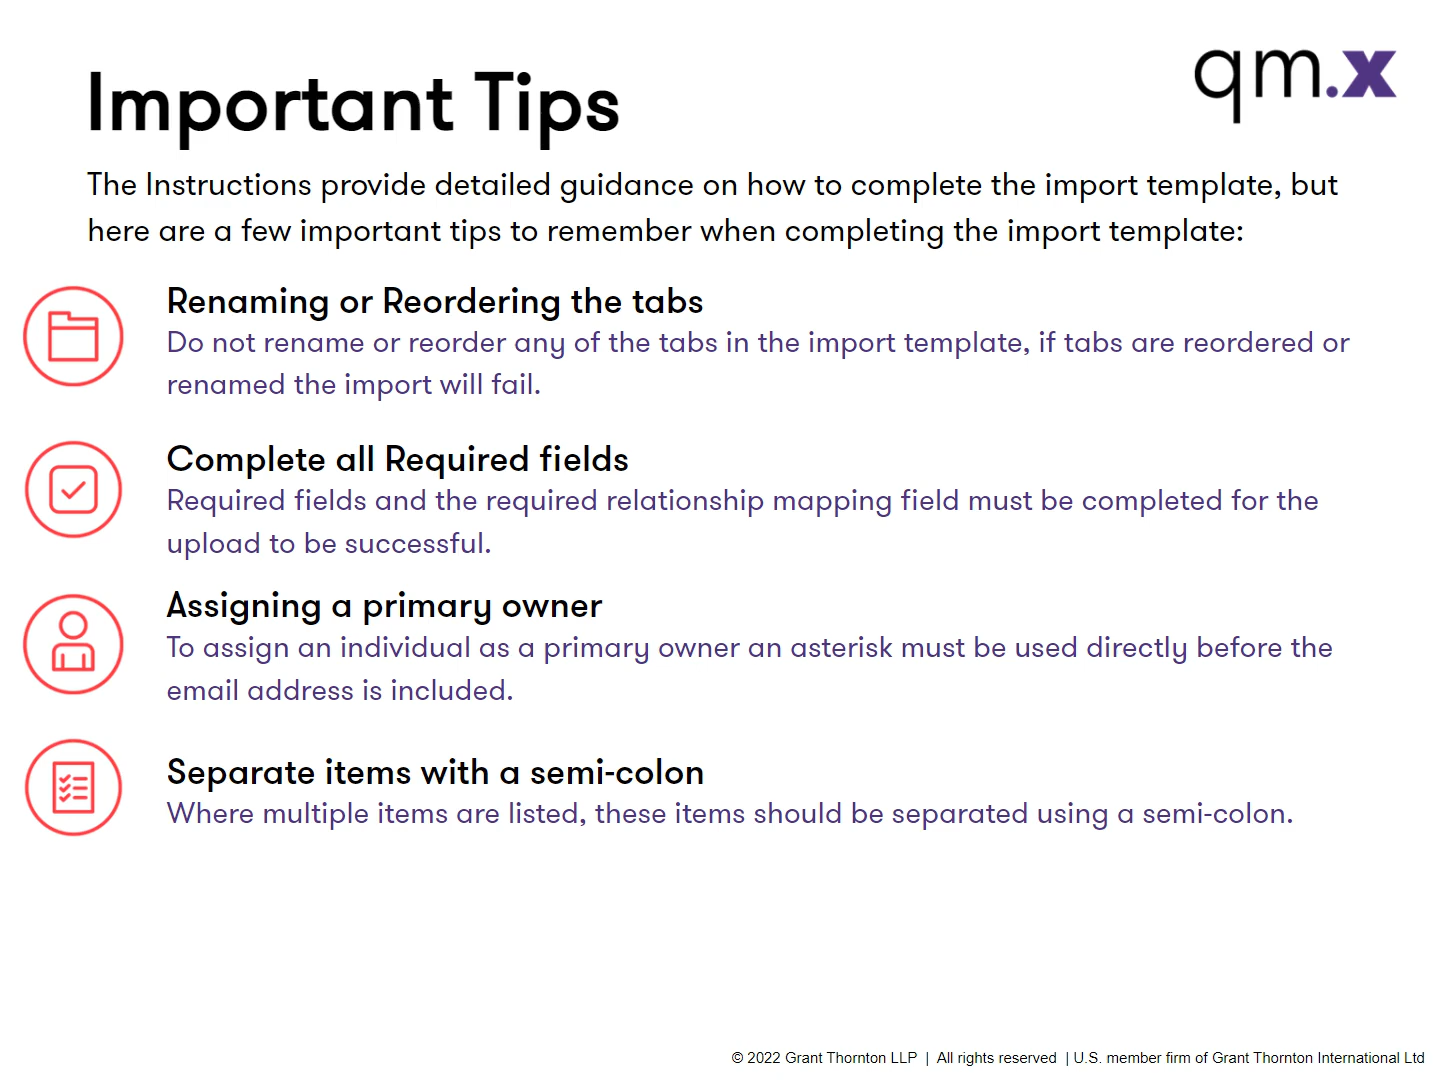 qm.x
Important Tips
The Instructions provide detailed guidance on how to complete the import template, but
here are a few important tips to remember when completing the import template:
Renaming or Reordering the tabs
Do not rename or reorder any of the tabs in the import template, if tabs are reordered or
renamed the import will fail.
Complete all Required fields
Required fields and the required relationship mapping field must be completed for the
upload to be successful.
Assigning a primary owner
To assign an individual as a primary owner an asterisk must be used directly before the
email address is included.
Separate items with a semi-colon
Where multiple items are listed, these items should be separated using a semi-colon.
© 2022 Grant Thornton LLP | All rights reserved | U.S. member firm of Grant Thornton International Ltd